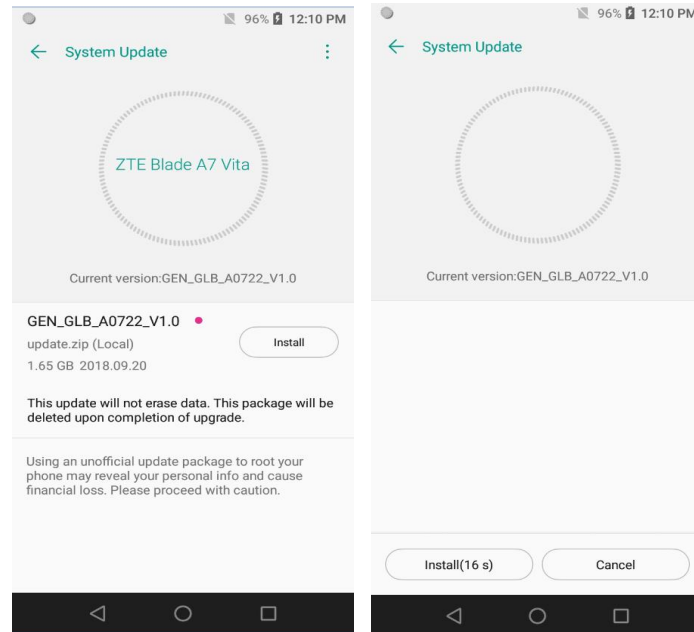 96% 12:10 PM
System Update
ZTE Blade A7 Vita
Current version:GEN_GLB_A0722_V1.0
GEN_GLB_A0722_V1.0
update.zip (Local)
Install
1.65 GB 2018.09.20
This update will not erase data. This package will be
deleted upon completion of upgrade.
Using an unofficial update package to root your
phone may reveal your personal info and cause
financial loss. Please proceed with caution.
96% 12:10 PM
System Update
Current version:GEN_GLB_A0722_V1.0
Install(16 s)
Cancel